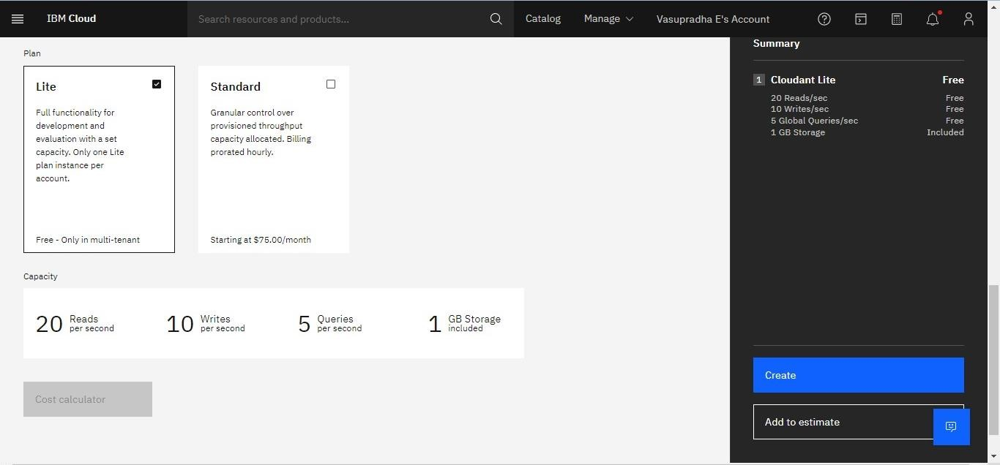 IBM Cloud
Search resources and products...
Catalog
Manage
Vasupradha E's Account
Plan
Lite
Full functionality for
development and
evaluation with a set
capacity. Only one Lite
plan instance per
account.
Free - Only in multi-tenant
Standard
Granular control over
provisioned throughput
capacity allocated. Billing
prorated hourly.
Starting at $75.00/month
Capacity
20 Reads
per second
10 Writes
per second
5 Queries
per second
1 GB Storage
included
Cost calculator
Summary
1 Cloudant Lite Free
20 Reads/sec Free
10 Writes/sec Free
5 Global Queries/sec Free
1 GB Storage Included
Create
Add to estimate